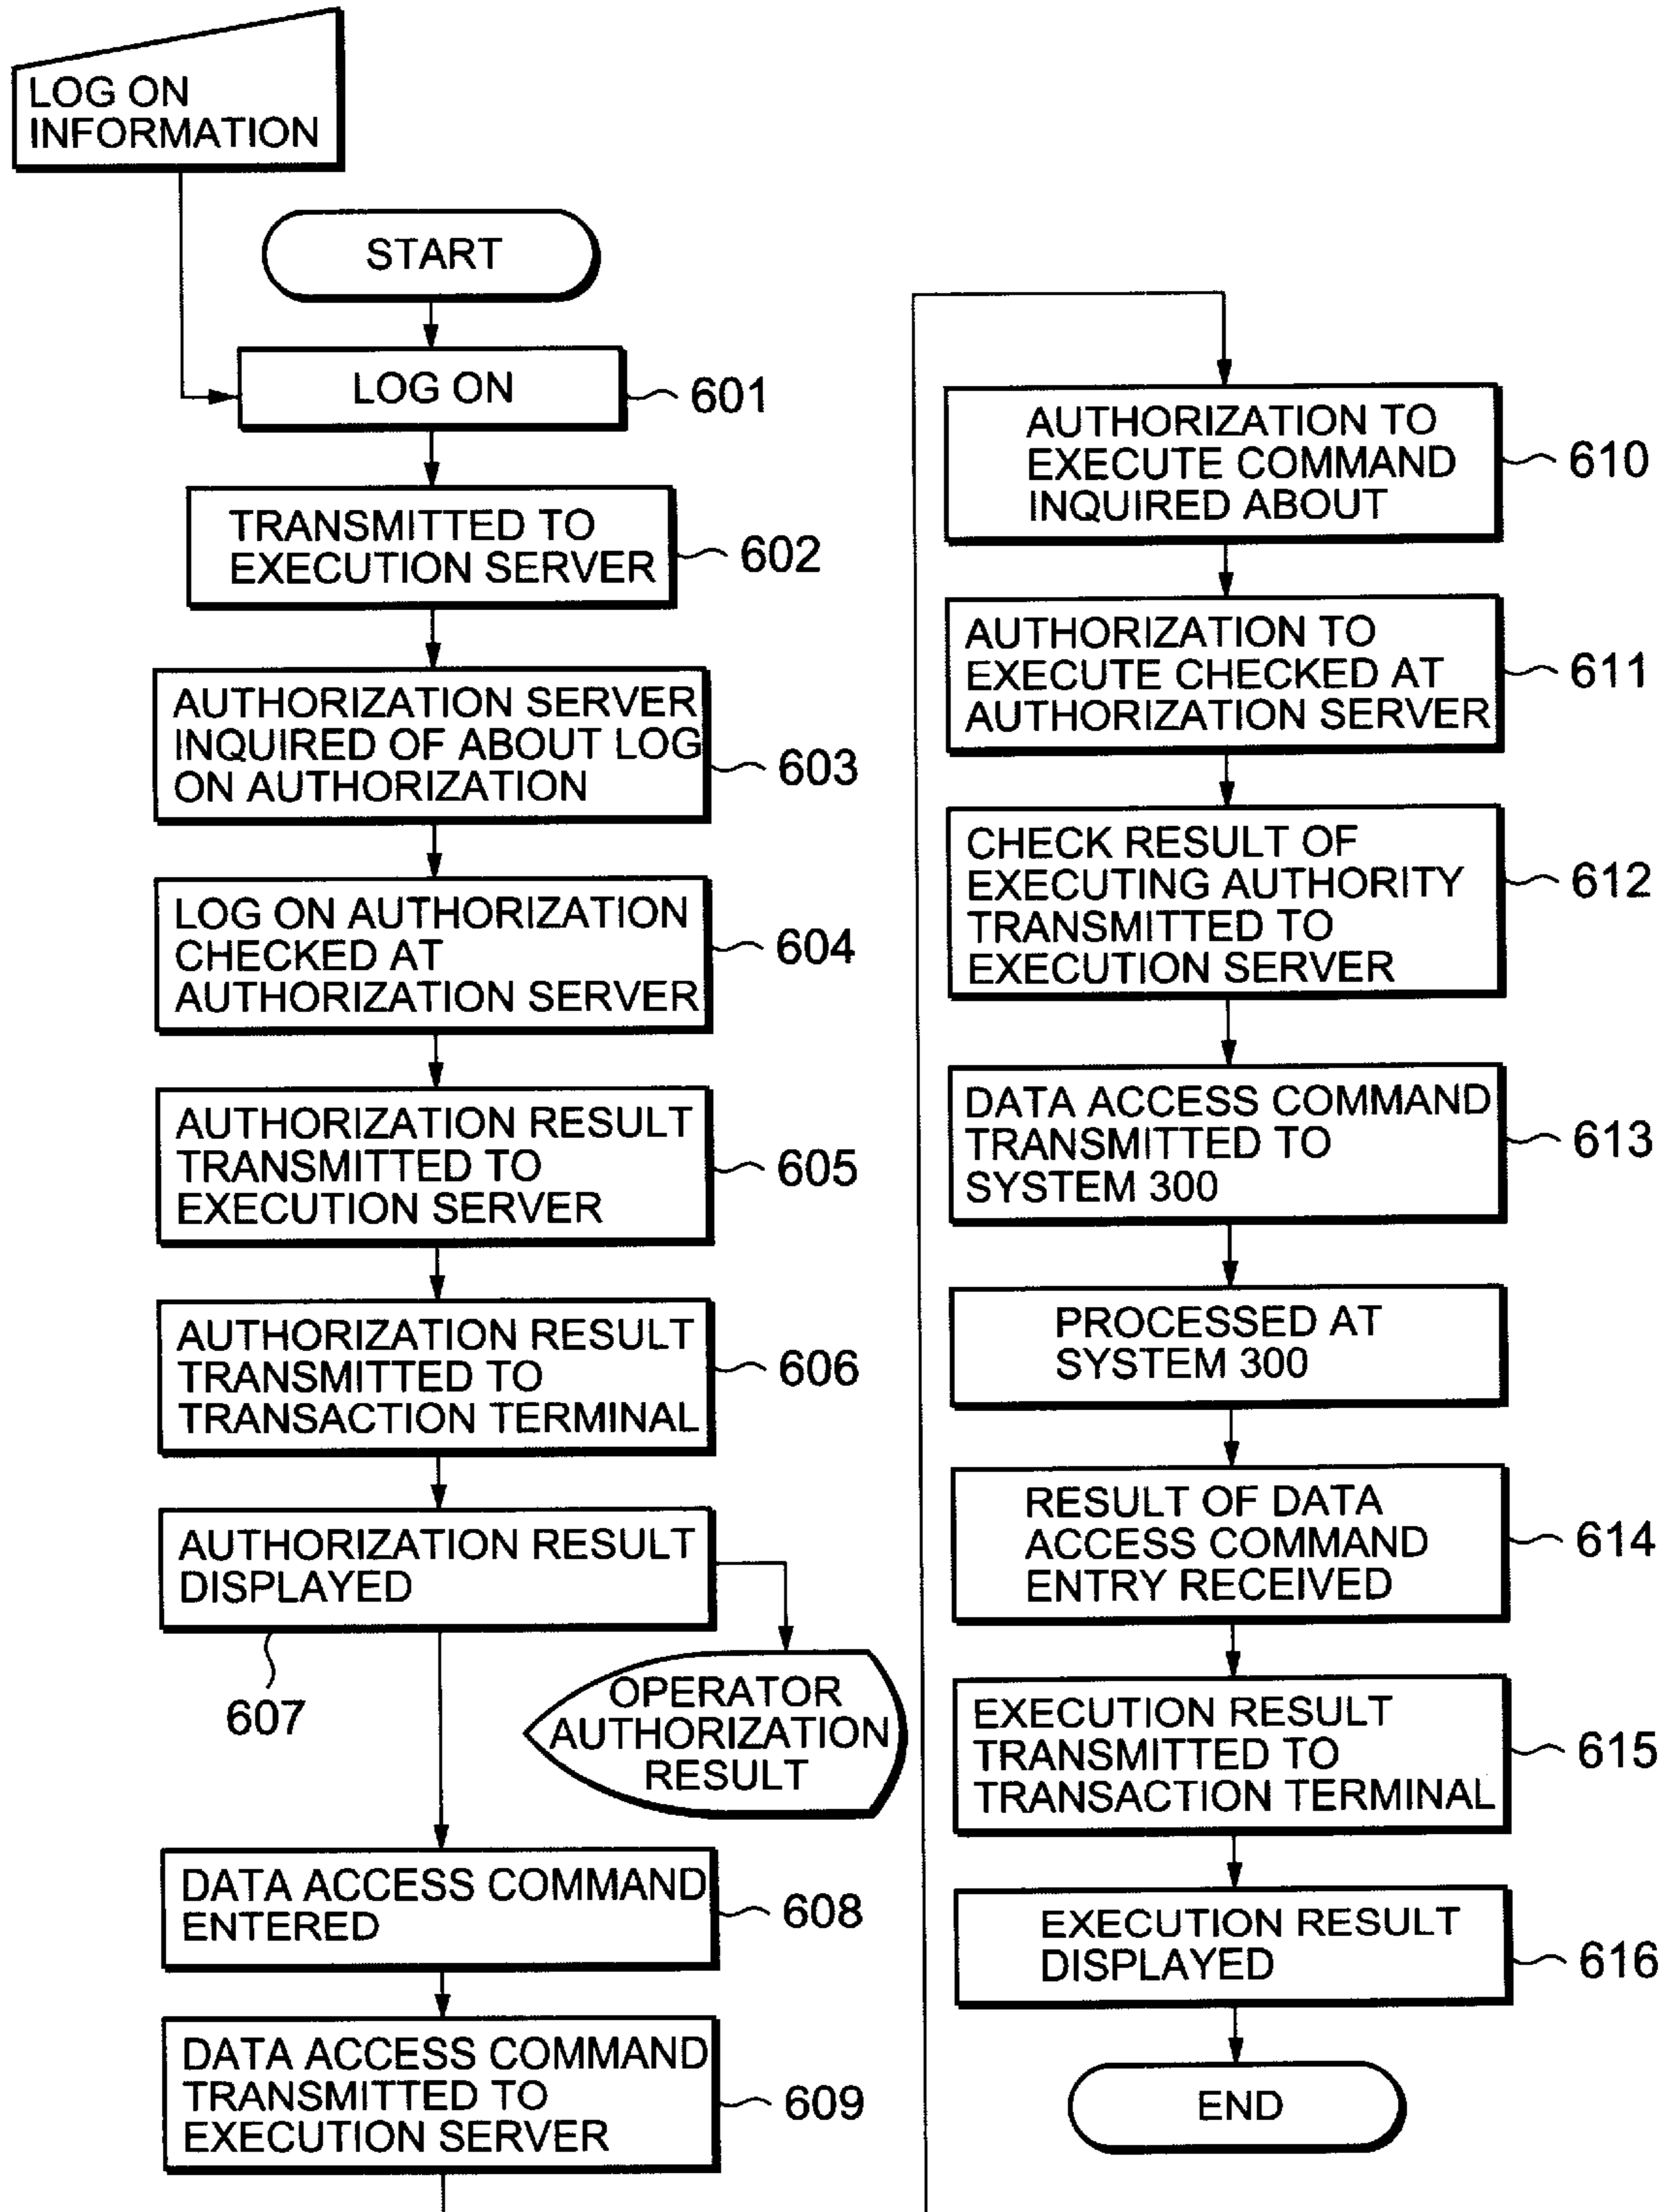 LOG ON
INFORMATION
START
LOG ON
601
TRANSMITTED TO
EXECUTION SERVER
602
AUTHORIZATION SERVER
INQUIRED OF ABOUT LOG
ON AUTHORIZATION
603
LOG ON AUTHORIZATION
CHECKED AT
AUTHORIZATION SERVER
604
AUTHORIZATION RESULT
TRANSMITTED TO
EXECUTION SERVER
605
AUTHORIZATION RESULT
TRANSMITTED TO
TRANSACTION TERMINAL
606
AUTHORIZATION RESULT
DISPLAYED
607
OPERATOR
AUTHORIZATION
RESULT
DATA ACCESS COMMAND
ENTERED
608
DATA ACCESS COMMAND
TRANSMITTED TO
EXECUTION SERVER
609
AUTHORIZATION TO
EXECUTE COMMAND
INQUIRED ABOUT
610
AUTHORIZATION TO
EXECUTE CHECKED AT
AUTHORIZATION SERVER
611
CHECK RESULT OF
EXECUTING AUTHORITY
TRANSMITTED TO
EXECUTION SERVER
612
DATA ACCESS COMMAND
TRANSMITTED TO
SYSTEM 300
613
PROCESSED AT
SYSTEM 300
RESULT OF DATA
ACCESS COMMAND
ENTRY RECEIVED
614
EXECUTION RESULT
TRANSMITTED TO
TRANSACTION TERMINAL
615
EXECUTION RESULT
DISPLAYED
616
END